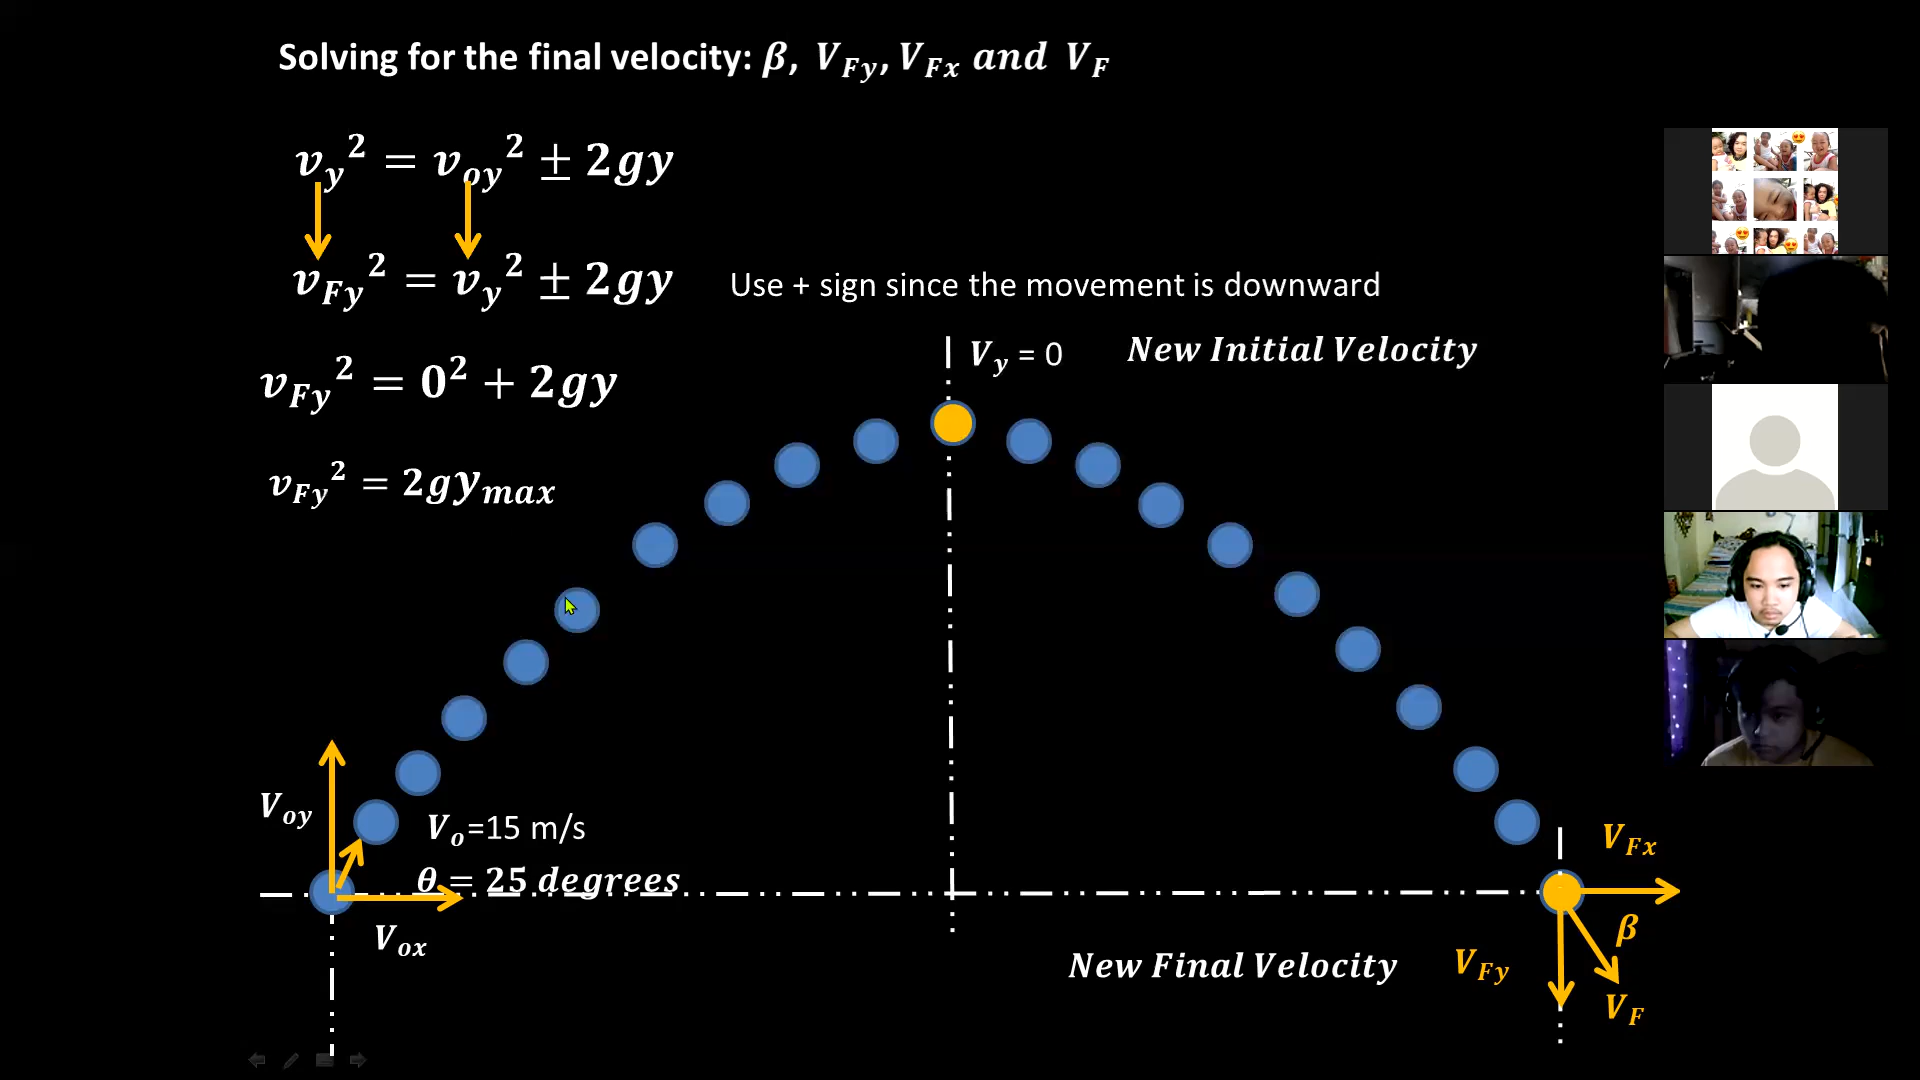 Solving for the final velocity: β, V_Fy, V_Fx and V_F
v_y² = v_oy² ± 2gy
v_Fy² = v_y² ± 2gy
Use + sign since the movement is downward
V_y = 0
New Initial Velocity
v_Fy² = 0² + 2gy
v_Fy² = 2gy_max
V_oy
V_o=15 m/s
θ = 25 degrees
V_ox
V_Fx
β
New Final Velocity
V_Fy
V_F